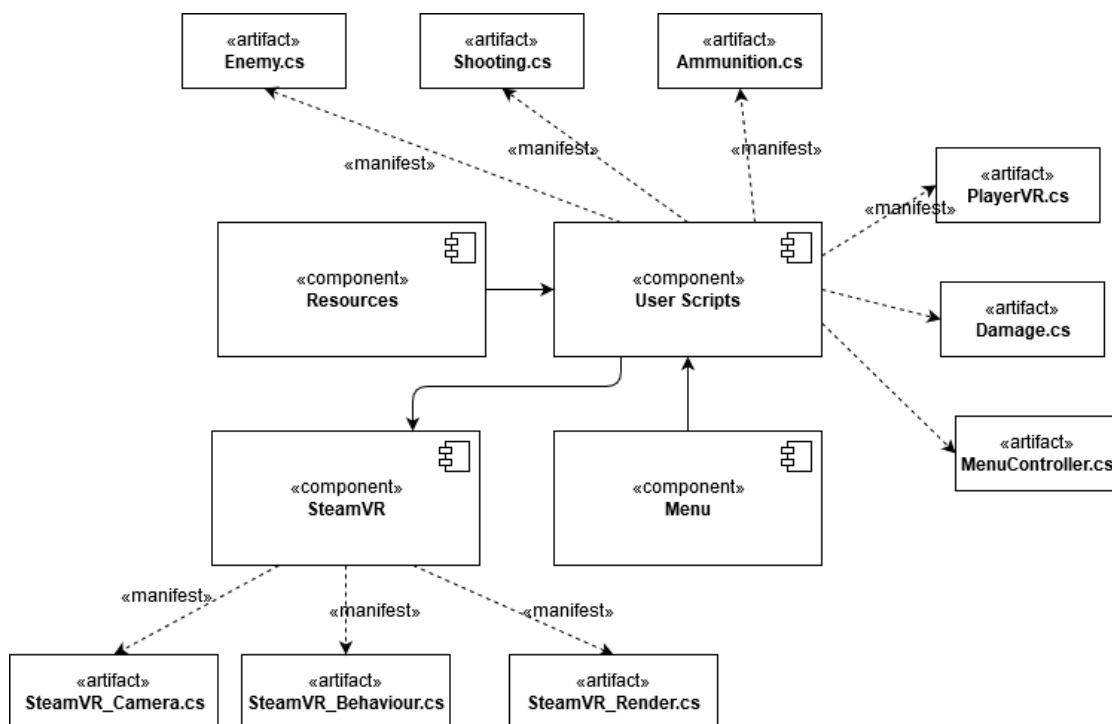 «artifact»
Enemy.cs
«artifact»
Shooting.cs
«artifact»
Ammunition.cs
«manifest»
«manifest»
«manifest»
«artifact»
PlayerVR.cs
«manifest»
«component»
Resources
«component»
User Scripts
«artifact»
Damage.cs
«artifact»
MenuController.cs
«component»
SteamVR
«component»
Menu
«manifest»
«manifest»
«manifest»
«artifact»
SteamVR_Camera.cs
«artifact»
SteamVR_Behaviour.cs
«artifact»
SteamVR_Render.cs